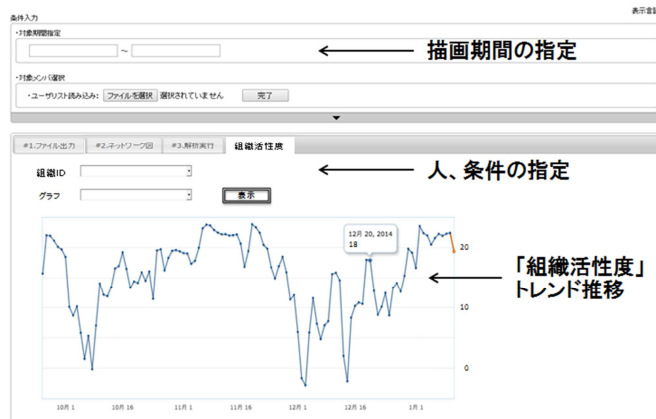 表示言語
条件入力
・対象期間指定
～
描画期間の指定
・対象メンバ選択
・ユーザリスト読み込み: ファイルを選択 選択されていません 完了
#1.ファイル出力 #2.ネットワーク図 #3.解析実行 組織活性度
組織ID
人、条件の指定
グラフ 表示
12月 20, 2014
18
20
「組織活性度」
トレンド推移
10
0
10月 1 10月 16 11月 1 11月 16 12月 1 12月 16 1月 1